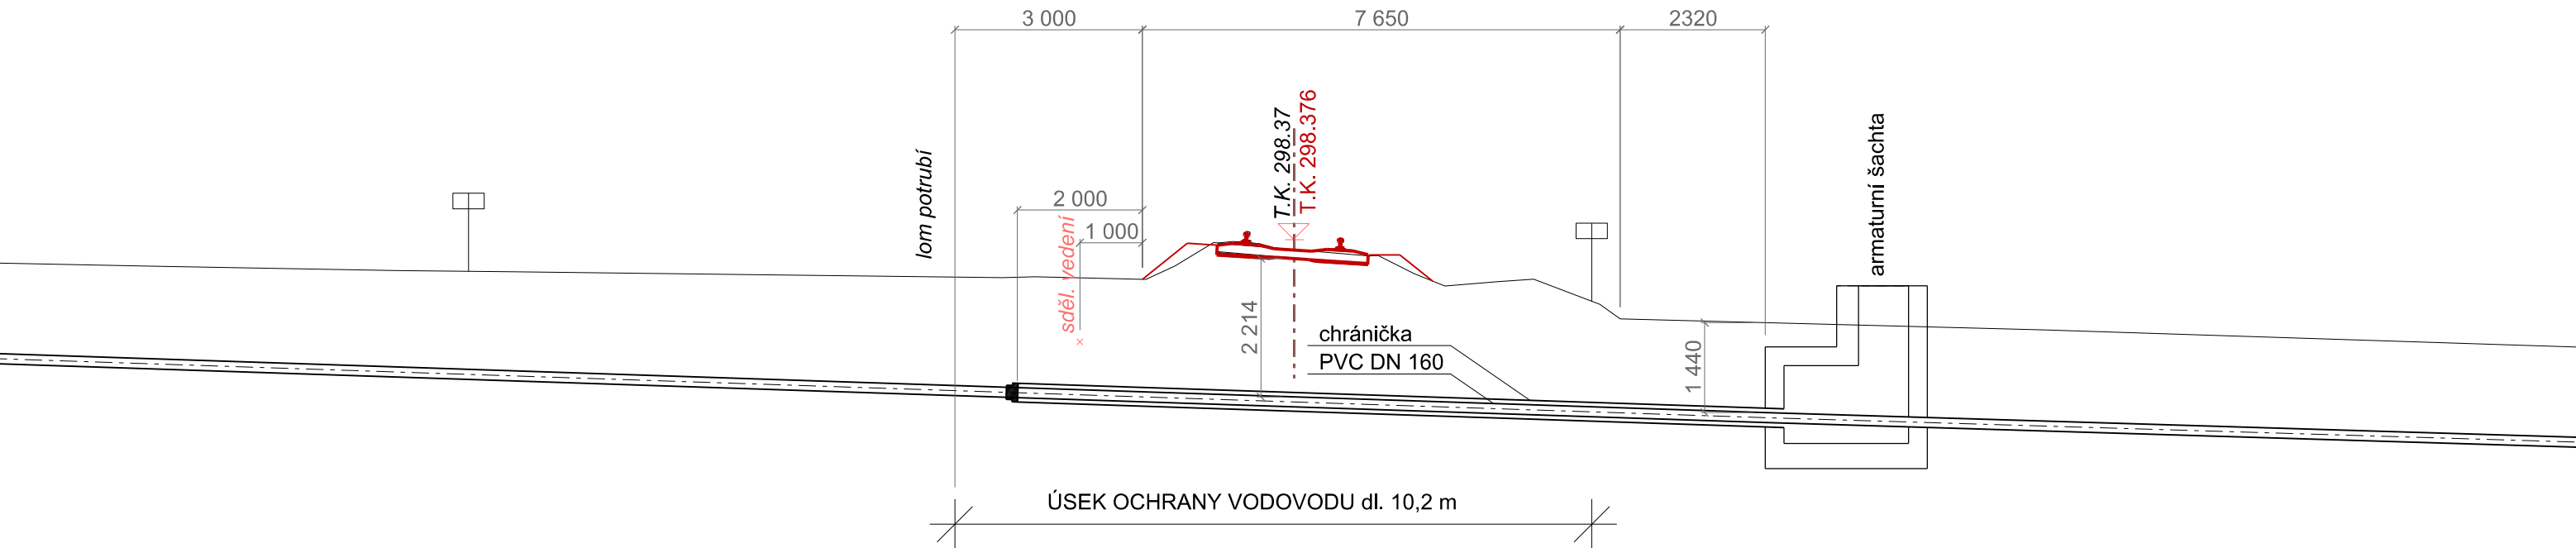 3 000
7 650
2320
lom potrubí
2 000
1 000
sděl. vedení
T.K. 298.37
T.K. 298.376
armaturní šachta
2 214
chránička
PVC DN 160
1 440
ÚSEK OCHRANY VODOVODU dl. 10,2 m